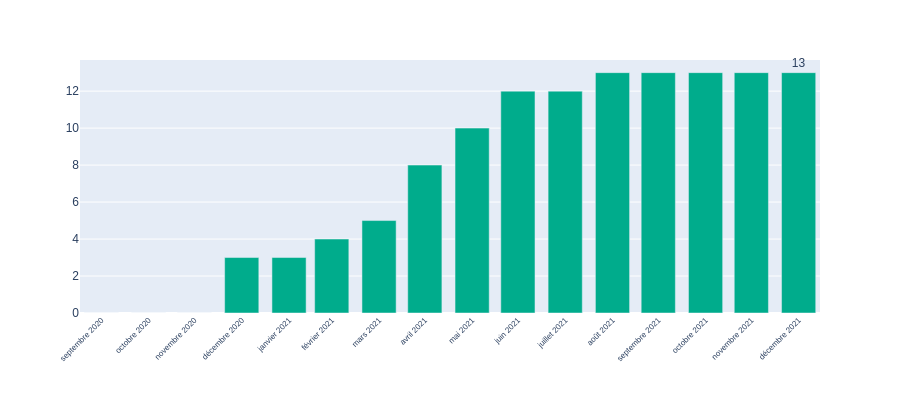 13
12
10
8
6
4
2
0
septembre 2020
octobre 2020
novembre 2020
décembre 2020
janvier 2021
février 2021
mars 2021
avril 2021
mai 2021
juin 2021
juillet 2021
août 2021
septembre 2021
octobre 2021
novembre 2021
décembre 2021